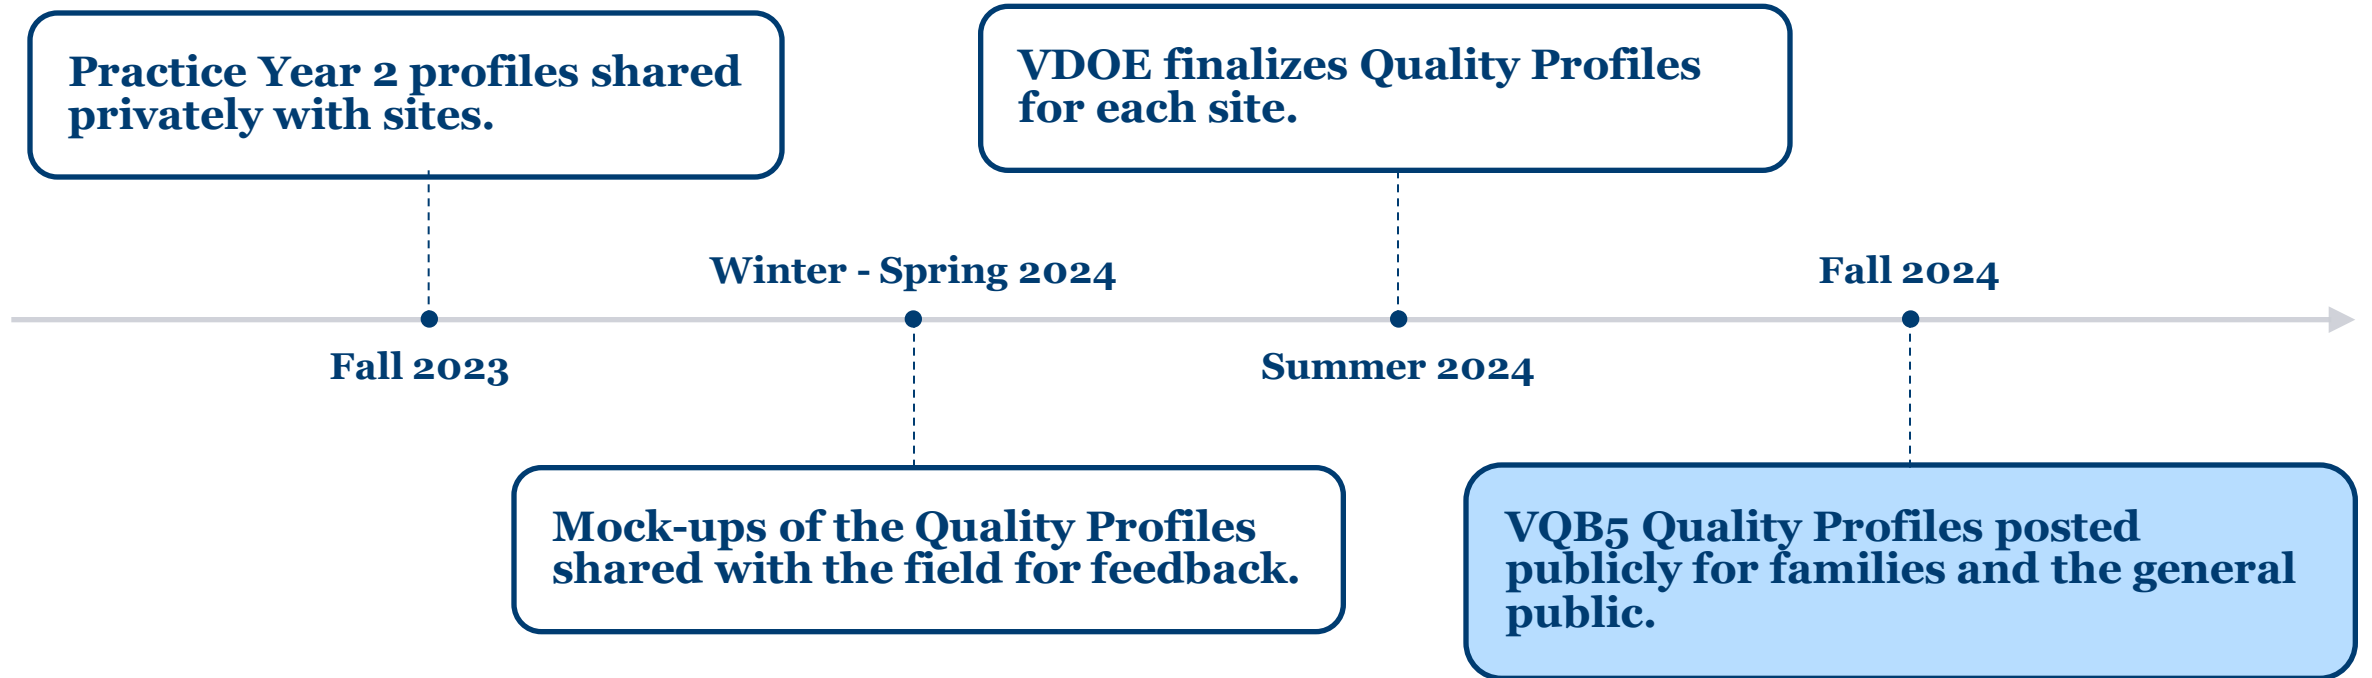 Practice Year 2 profiles shared
privately with sites.
VDOE finalizes Quality Profiles
for each site.
Winter - Spring 2024
Fall 2024
Fall 2023
Summer 2024
Mock-ups of the Quality Profiles
shared with the field for feedback.
VQB5 Quality Profiles posted
publicly for families and the general
public.